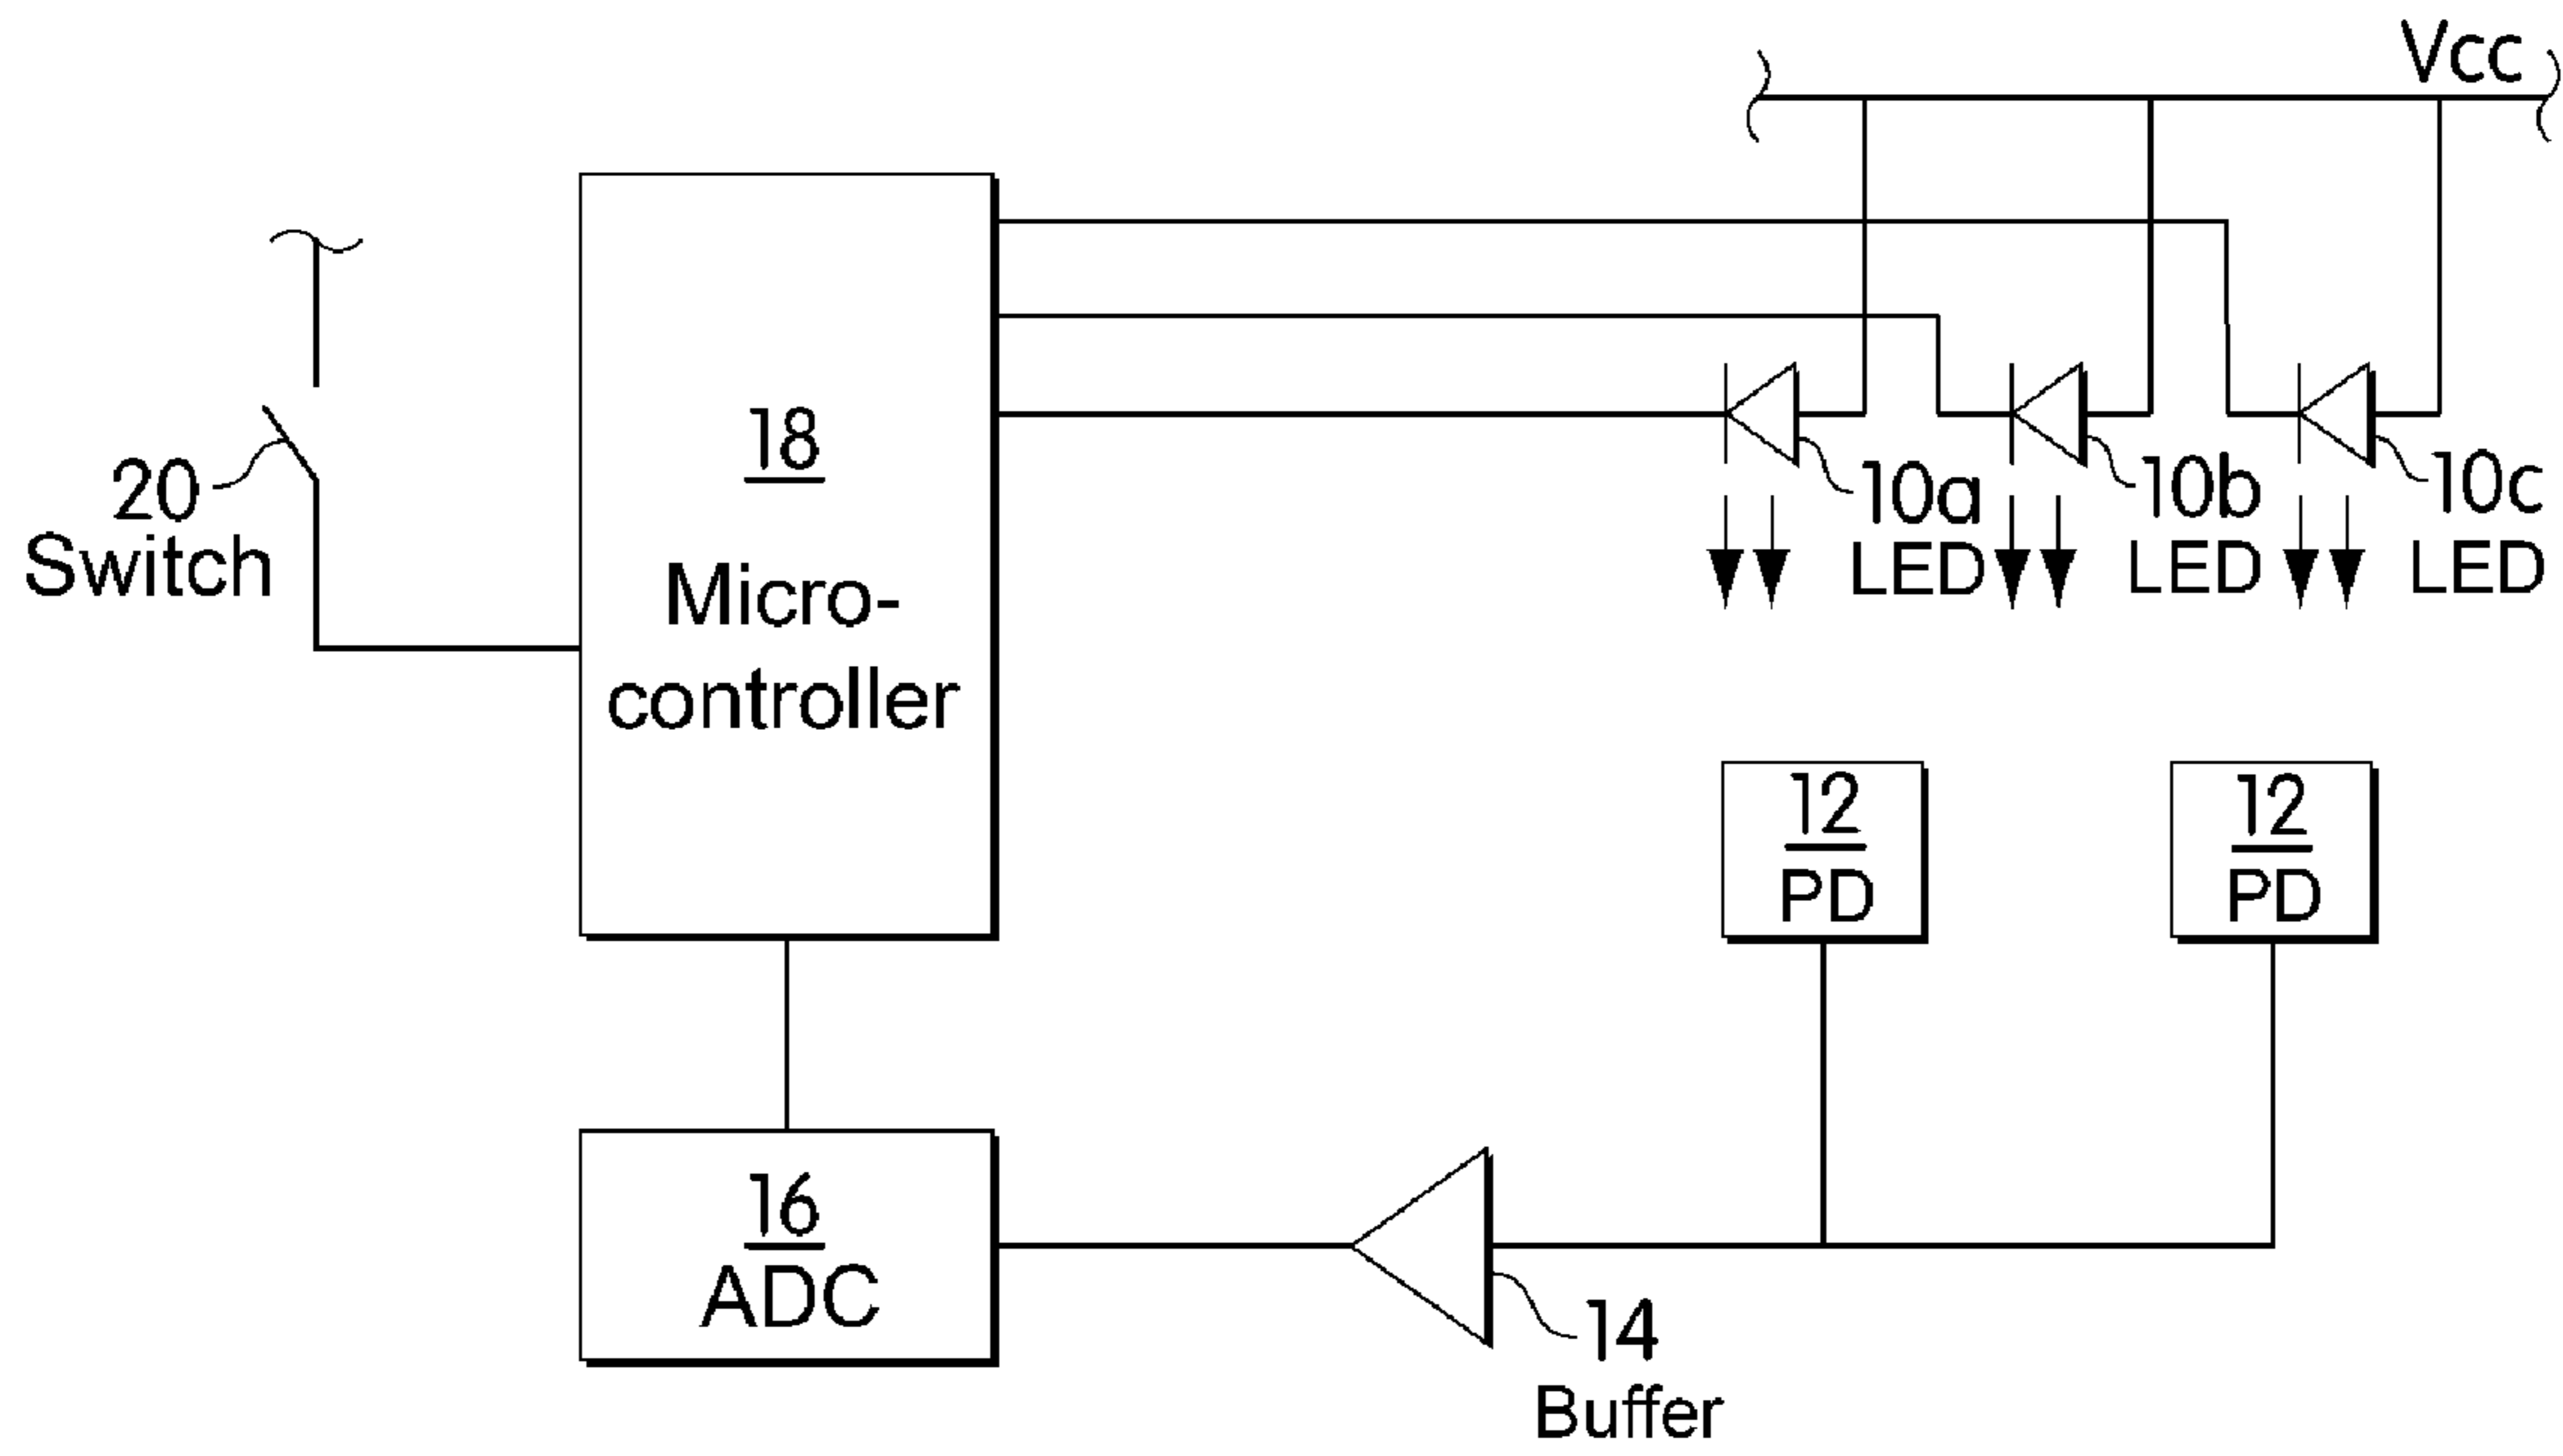 Vcc
18
Micro-
controller
20
Switch
10a
LED
10b
LED
10c
LED
12
PD
12
PD
16
ADC
14
Buffer